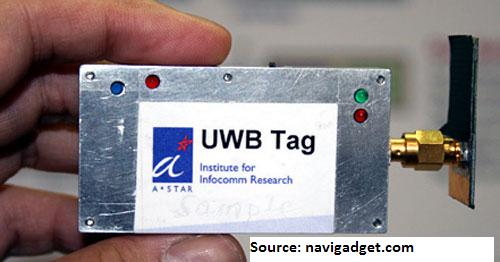 UWB Tag
a
A★STAR
Institute for
Infocomm Research
Sample
Source: navigadget.com